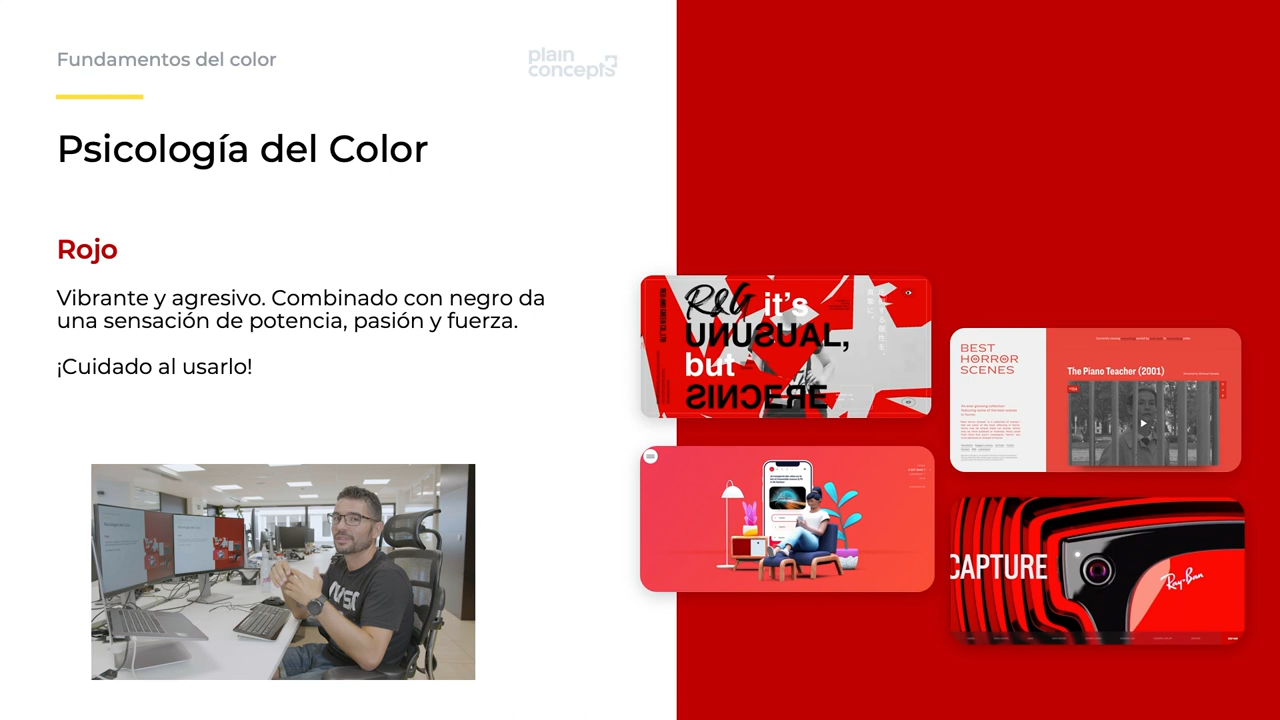 Fundamentos del color
plain
concepts
Psicología del Color
Rojo
Vibrante y agresivo. Combinado con negro da
una sensación de potencia, pasión y fuerza.
¡Cuidado al usarlo!
R&G it's
UNUSUAL,
but
SINCERE
BEST
HORROR
SCENES
The Piano Teacher (2001)
CAPTURE
Ray-Ban